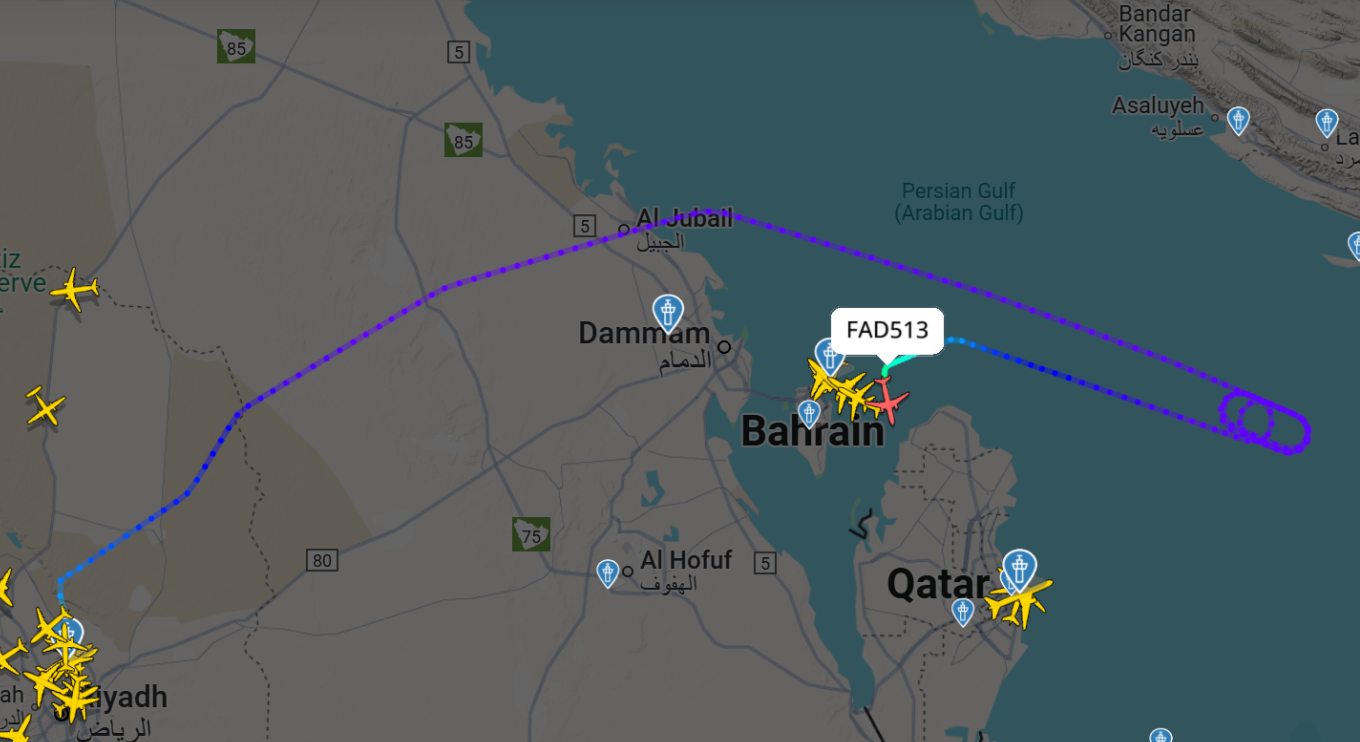 Bandar
Kangan
بندر کنگان
85
5
Asaluyeh
عسلویه
85
La
Persian Gulf
(Arabian Gulf)
5
Al Jubail
الجبيل
iz
erve
Dammam
الدمام
FAD513
Bahrain
75
80
Al Hofuf
الهفوف
5
Qatar
iyadh
الرياض
ah